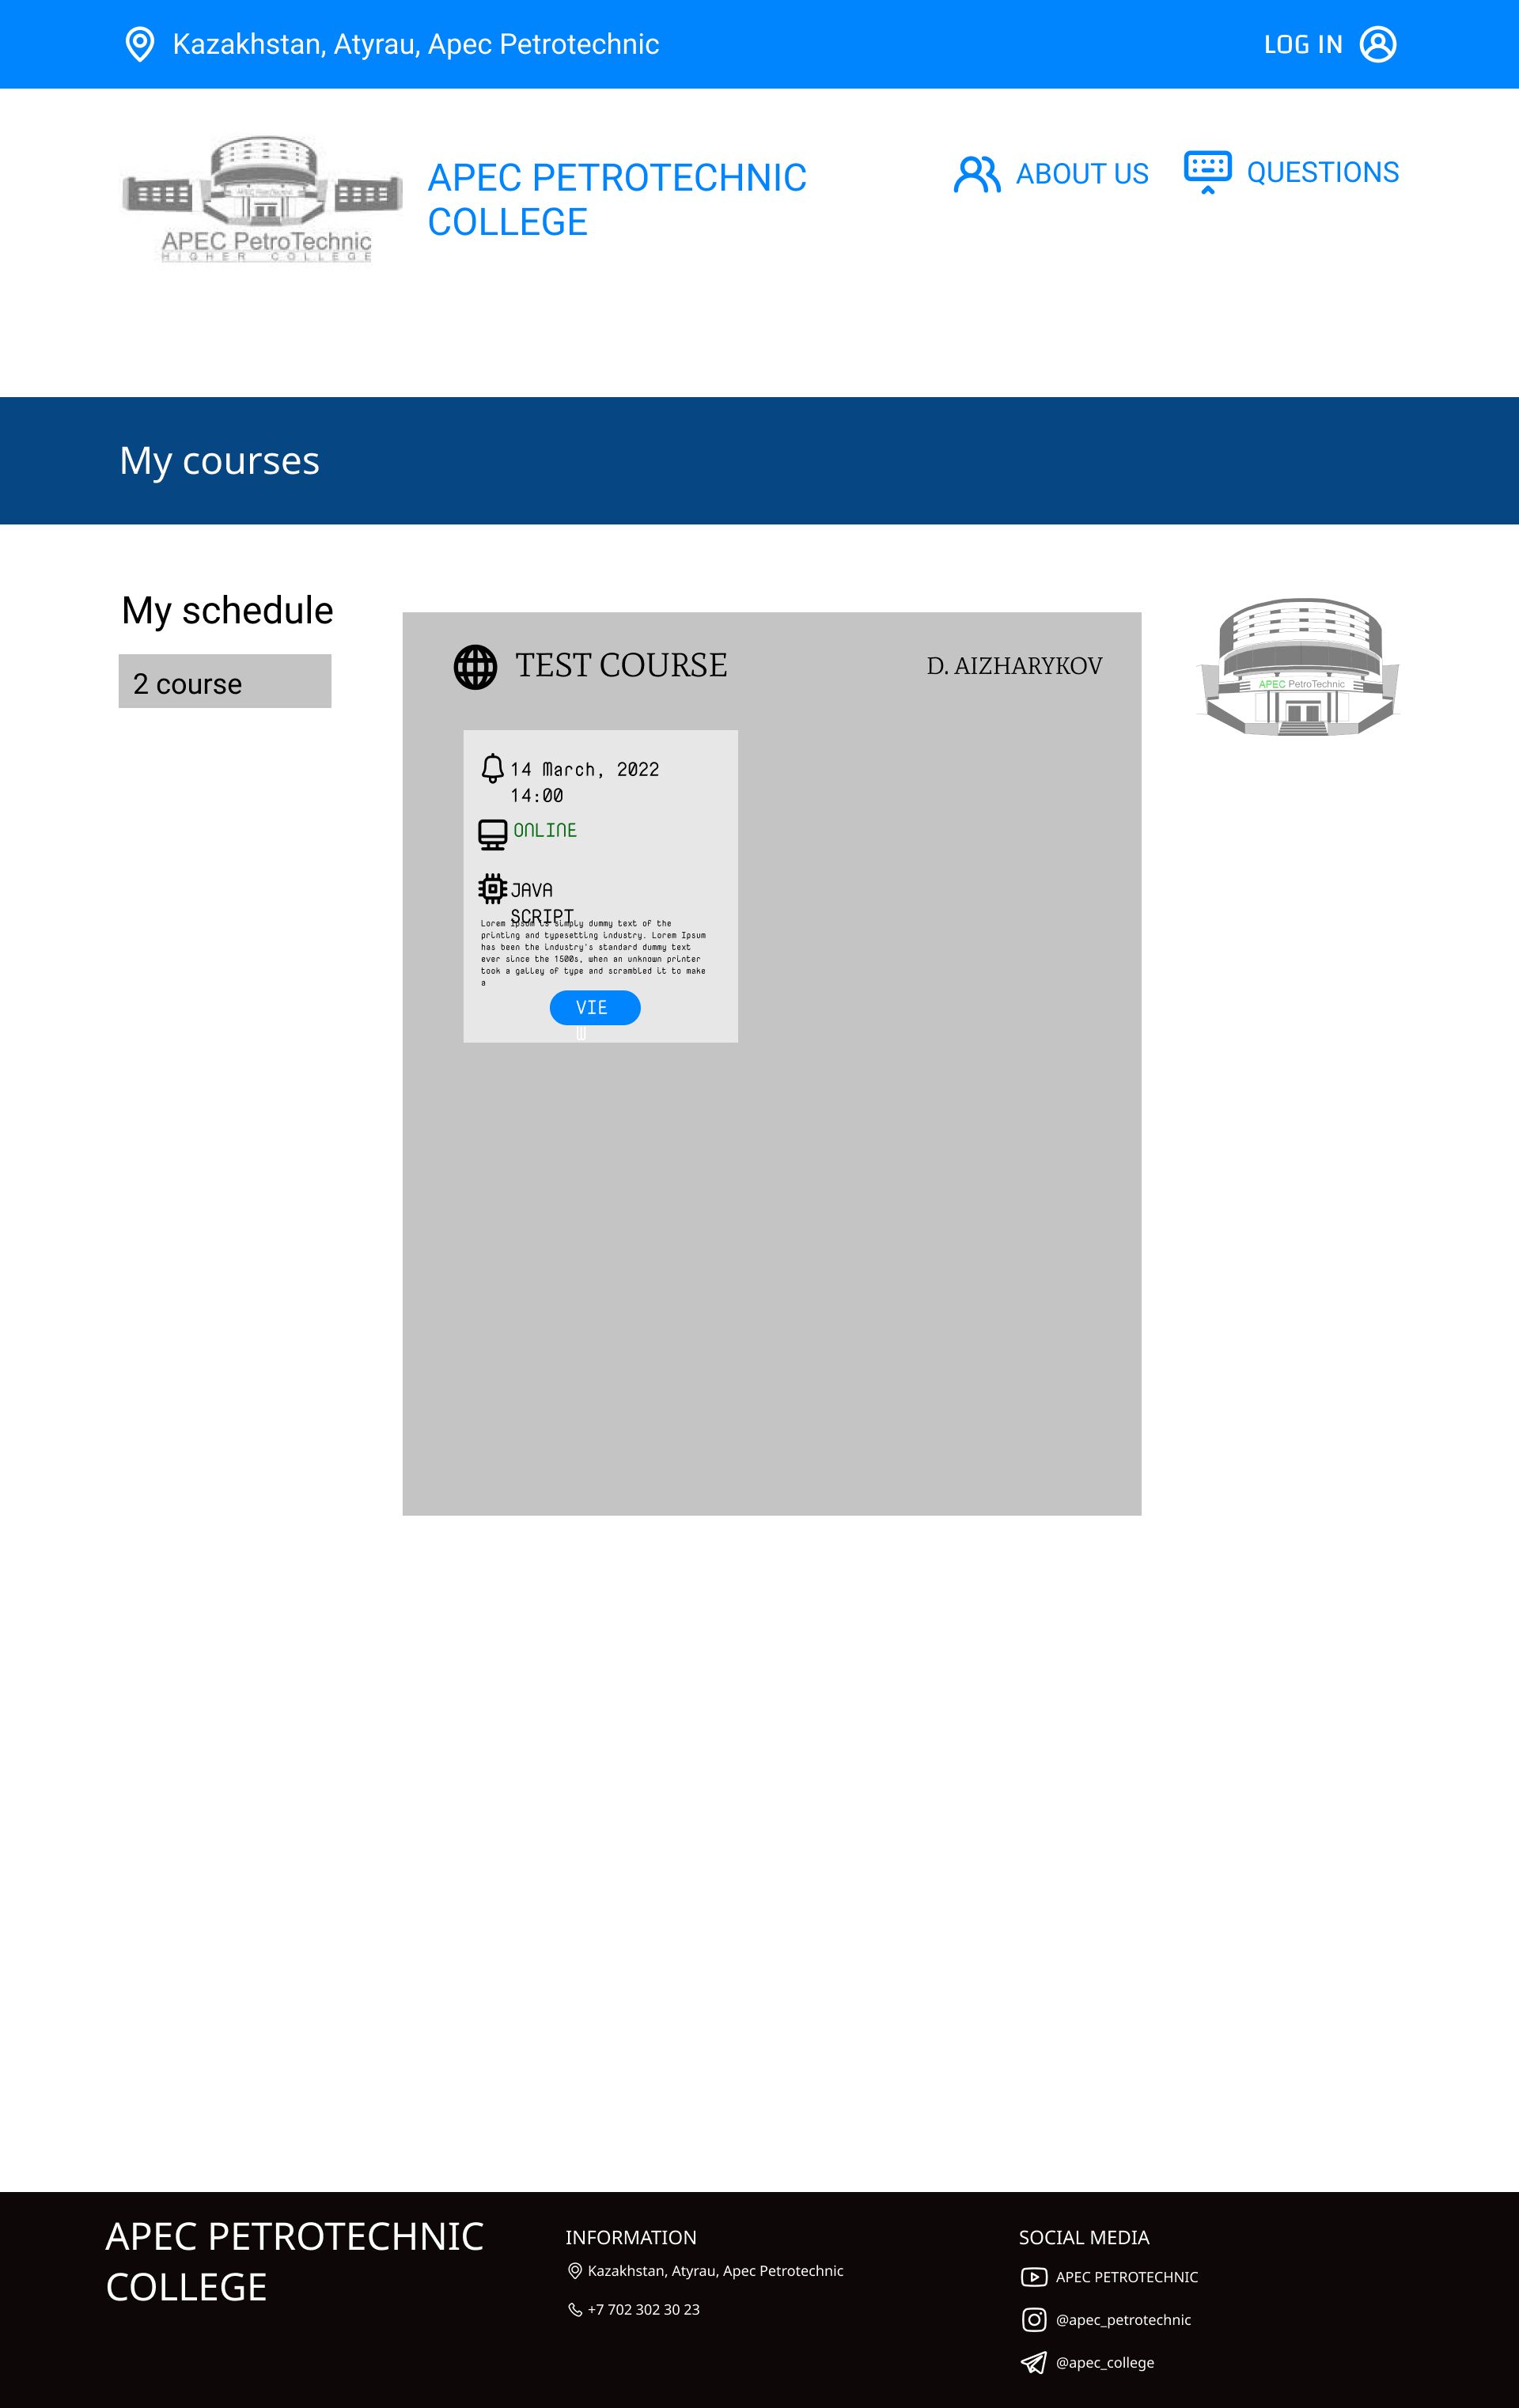 Kazakhstan, Atyrau, Apec Petrotechnic
LOG IN
APEC PetroTechnic
HIGHER COLLEGE
APEC PETROTECHNIC
COLLEGE
ABOUT US
QUESTIONS
My courses
My schedule
2 course
TEST COURSE
D. AIZHARYKOV
APEC PetroTechnic
14 March, 2022
14:00
ONLINE
JAVA
SCRIPT
Lorem Ipsum is simply dummy text of the
printing and typesetting industry. Lorem Ipsum
has been the industry's standard dummy text
ever since the 1500s, when an unknown printer
took a galley of type and scrambled it to make
a
VIE
W
APEC PETROTECHNIC
COLLEGE
INFORMATION
Kazakhstan, Atyrau, Apec Petrotechnic
+7 702 302 30 23
SOCIAL MEDIA
APEC PETROTECHNIC
@apec_petrotechnic
@apec_college